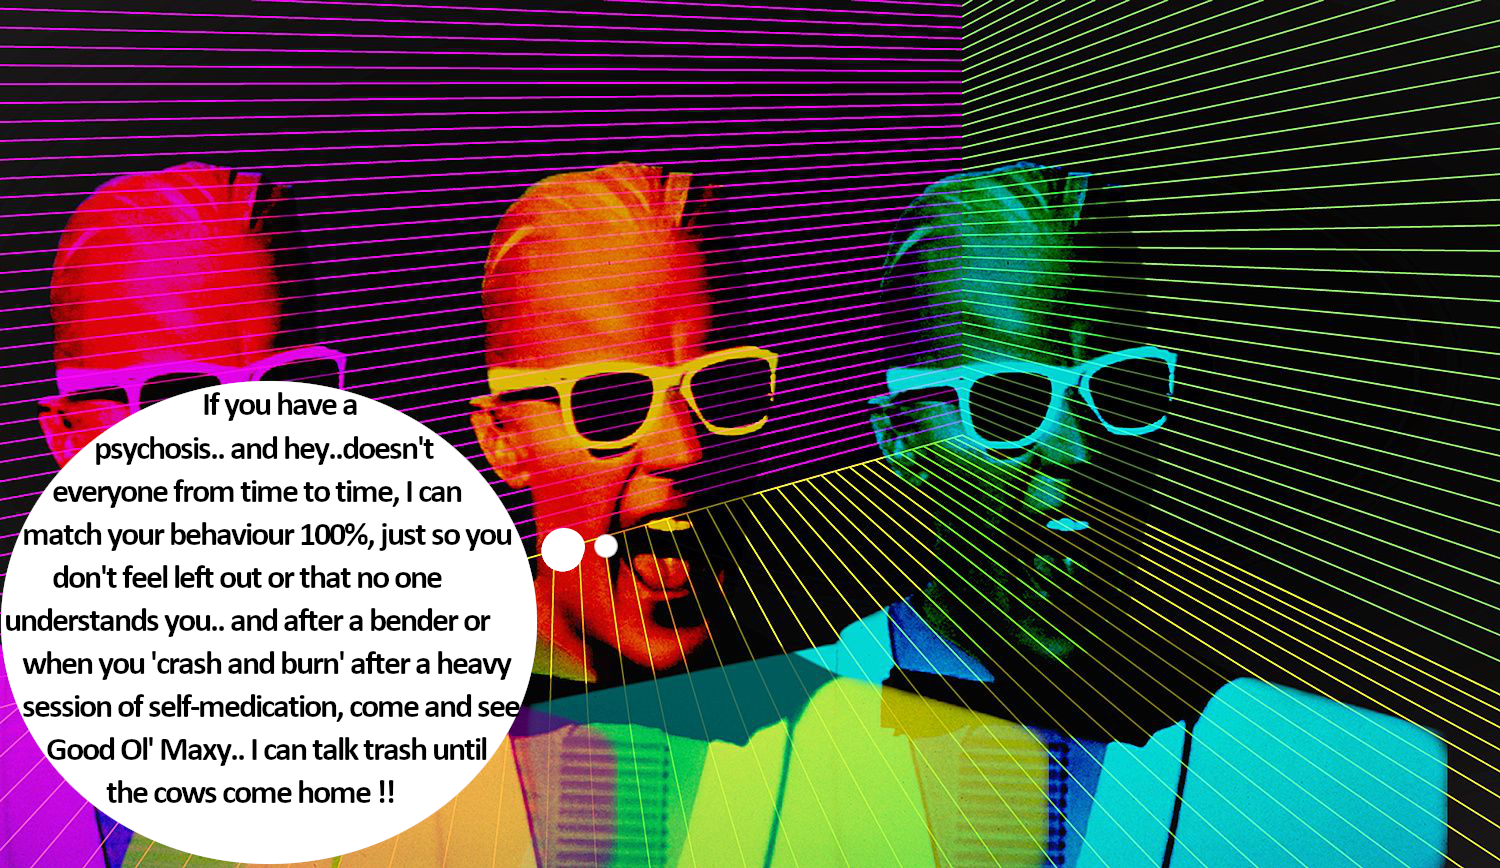 If you have a
psychosis.. and hey..doesn't
everyone from time to time, I can
match your behaviour 100%, just so you
don't feel left out or that no one
understands you.. and after a bender or
when you 'crash and burn' after a heavy
session of self-medication, come and see
Good Ol' Maxy.. I can talk trash until
the cows come home !!